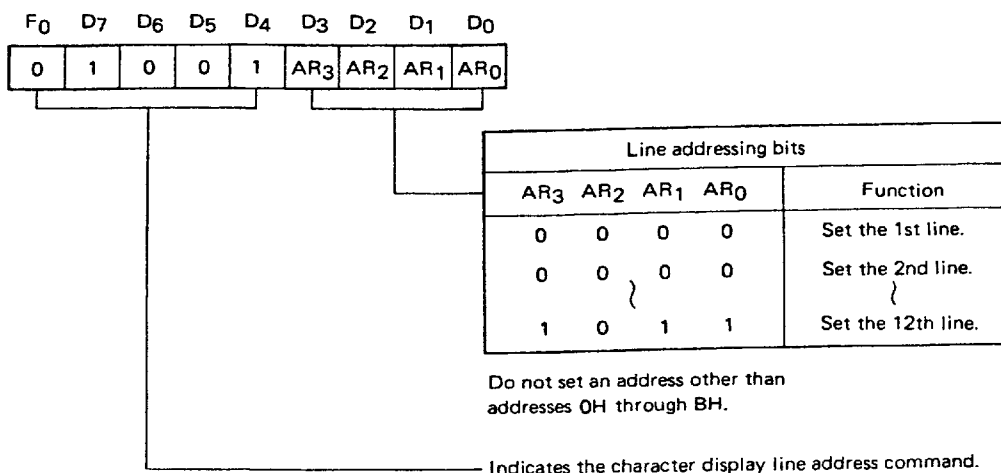 F0 D7 D6 D5 D4 D3 D2 D1 D0
0 1 0 0 1 AR3 AR2 AR1 AR0
Line addressing bits
AR3 AR2 AR1 AR0 Function
0 0 0 0 Set the 1st line.
0 0 0 0 Set the 2nd line.
1 0 1 1 Set the 12th line.
Do not set an address other than
addresses 0H through BH.
Indicates the character display line address command.